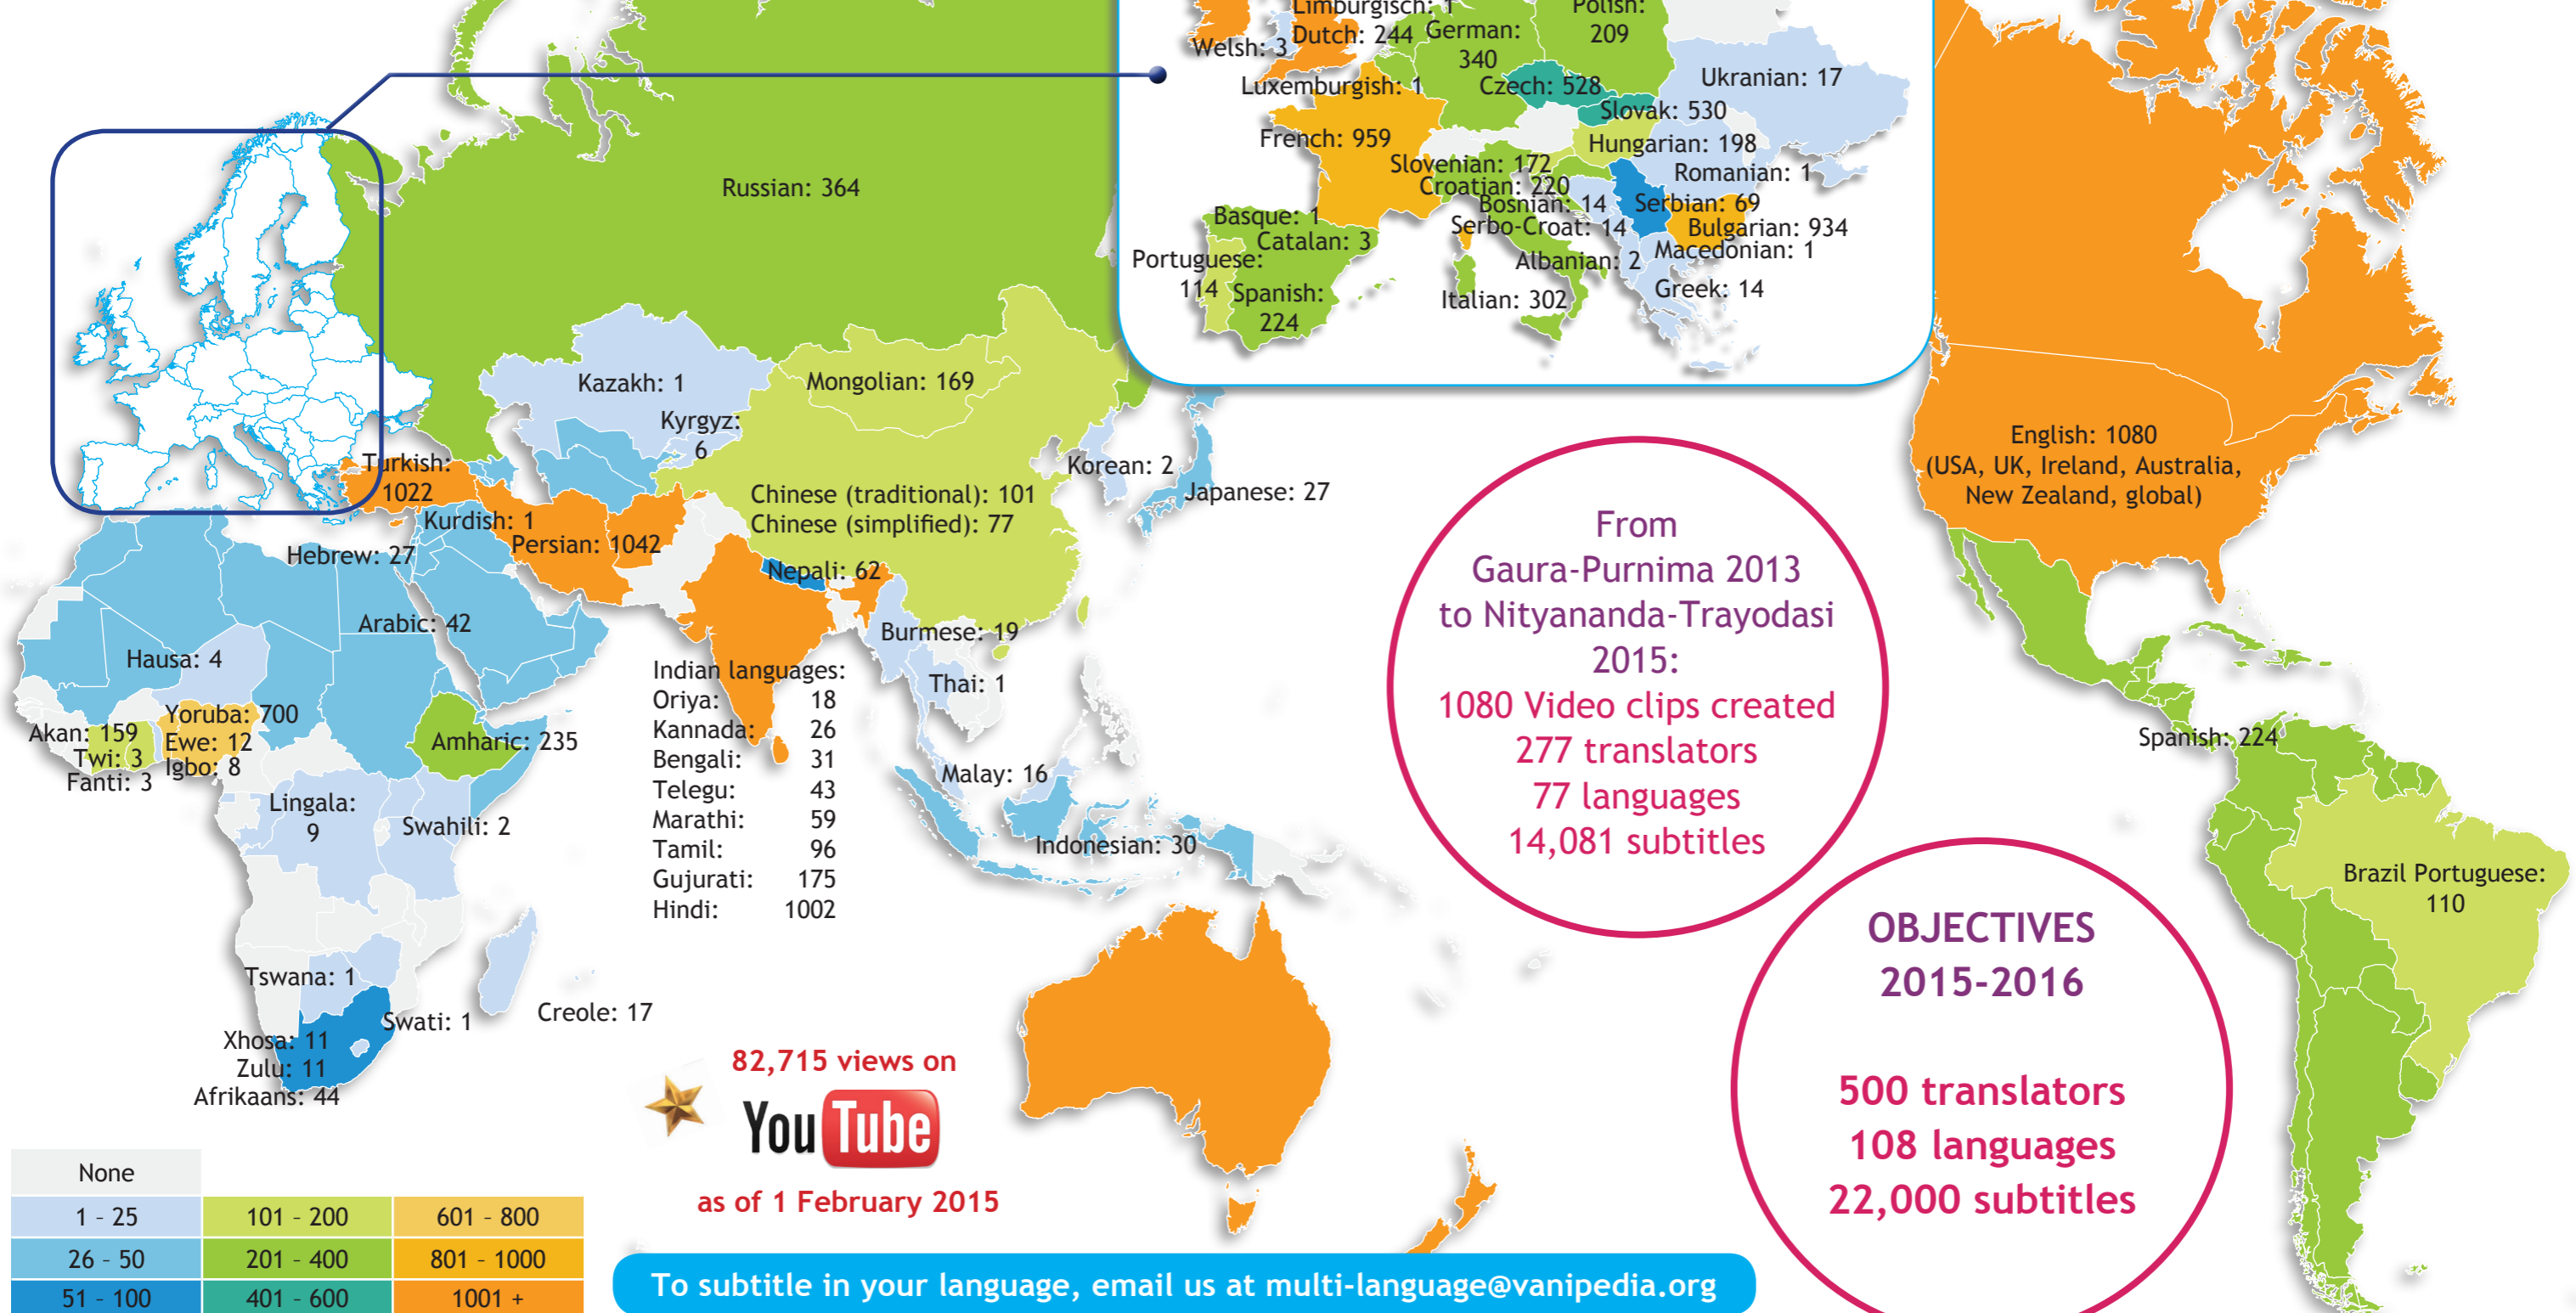 Limburgisch: 1
Polish:
209
Welsh: 3
Dutch: 244
German:
340
Luxemburgish: 1
Czech: 528
Ukranian: 17
Slovak: 530
French: 959
Hungarian: 198
Slovenian: 172
Romanian: 1
Croatian: 220
Bosnian: 14
Serbian: 69
Basque: 1
Serbo-Croat: 14
Bulgarian: 934
Catalan: 3
Macedonian: 1
Portuguese:
114
Albanian: 2
Spanish:
224
Italian: 302
Greek: 14
Russian: 364
Kazakh: 1
Mongolian: 169
Kyrgyz:
6
Turkish:
1022
Korean: 2
Japanese: 27
Chinese (traditional): 101
Chinese (simplified): 77
Kurdish: 1
Persian: 1042
Hebrew: 27
Nepali: 62
Arabic: 42
Burmese: 19
Hausa: 4
Thai: 1
Yoruba: 700
Akan: 159
Ewe: 12
Twi: 3
Igbo: 8
Fanti: 3
Amharic: 235
Malay: 16
Lingala:
9
Swahili: 2
Indonesian: 30
Indian languages:
Oriya: 18
Kannada: 26
Bengali: 31
Telegu: 43
Marathi: 59
Tamil: 96
Gujurati: 175
Hindi: 1002
Tswana: 1
Creole: 17
Swati: 1
Xhosa: 11
Zulu: 11
Afrikaans: 44
English: 1080
(USA, UK, Ireland, Australia,
New Zealand, global)
Spanish: 224
Brazil Portuguese:
110
From
Gaura-Purnima 2013
to Nityananda-Trayodasi
2015:
1080 Video clips created
277 translators
77 languages
14,081 subtitles
OBJECTIVES
2015-2016
500 translators
108 languages
22,000 subtitles
82,715 views on
YouTube
as of 1 February 2015
None
1 - 25 101 - 200 601 - 800
26 - 50 201 - 400 801 - 1000
51 - 100 401 - 600 1001 +
To subtitle in your language, email us at multi-language@vanipedia.org